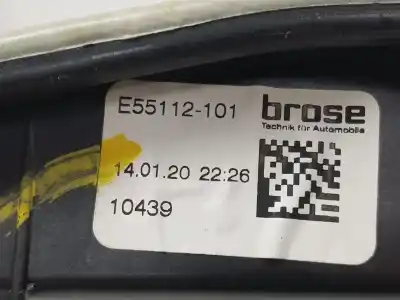 E55112-101
brose
Technik für Automobile
14.01.20 22:26
10439